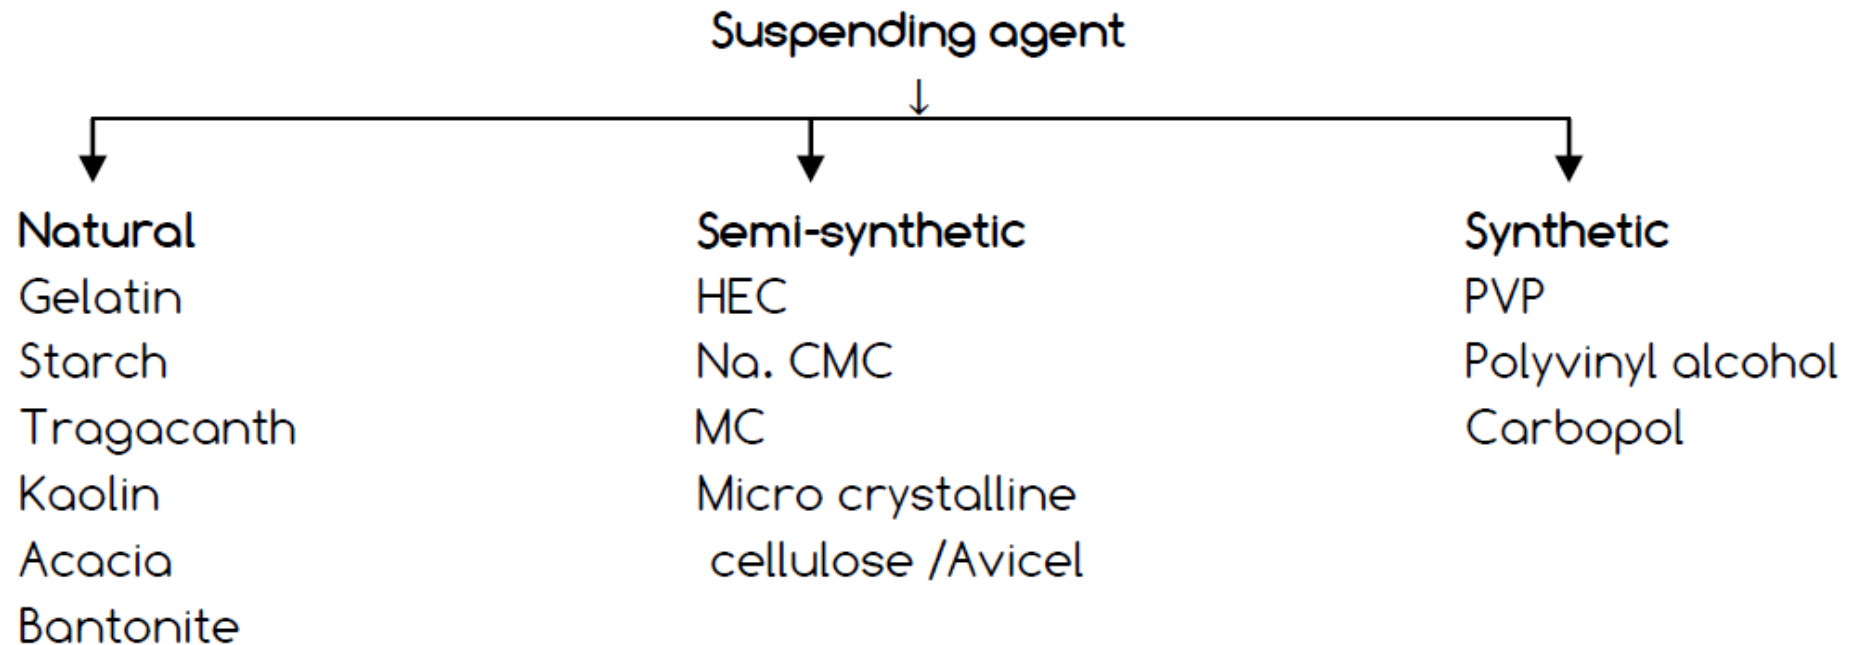 Suspending agent
Natural
Gelatin
Starch
Tragacanth
Kaolin
Acacia
Bantonite
Semi-synthetic
HEC
Na. CMC
MC
Micro crystalline
cellulose /Avicel
Synthetic
PVP
Polyvinyl alcohol
Carbopol